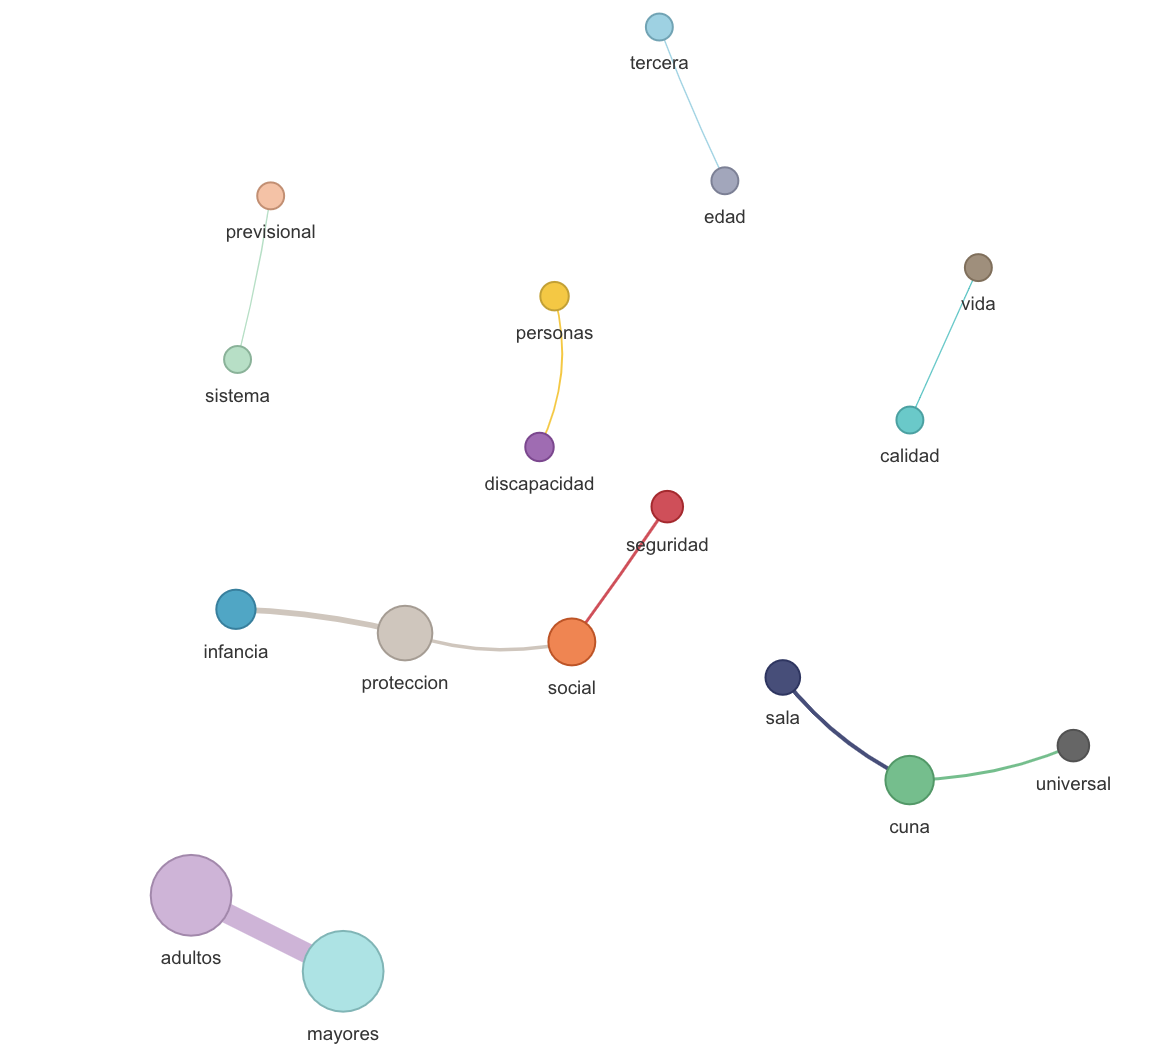 tercera
edad
previsional
vida
personas
sistema
calidad
discapacidad
seguridad
infancia
proteccion
social
sala
universal
cuna
adultos
mayores